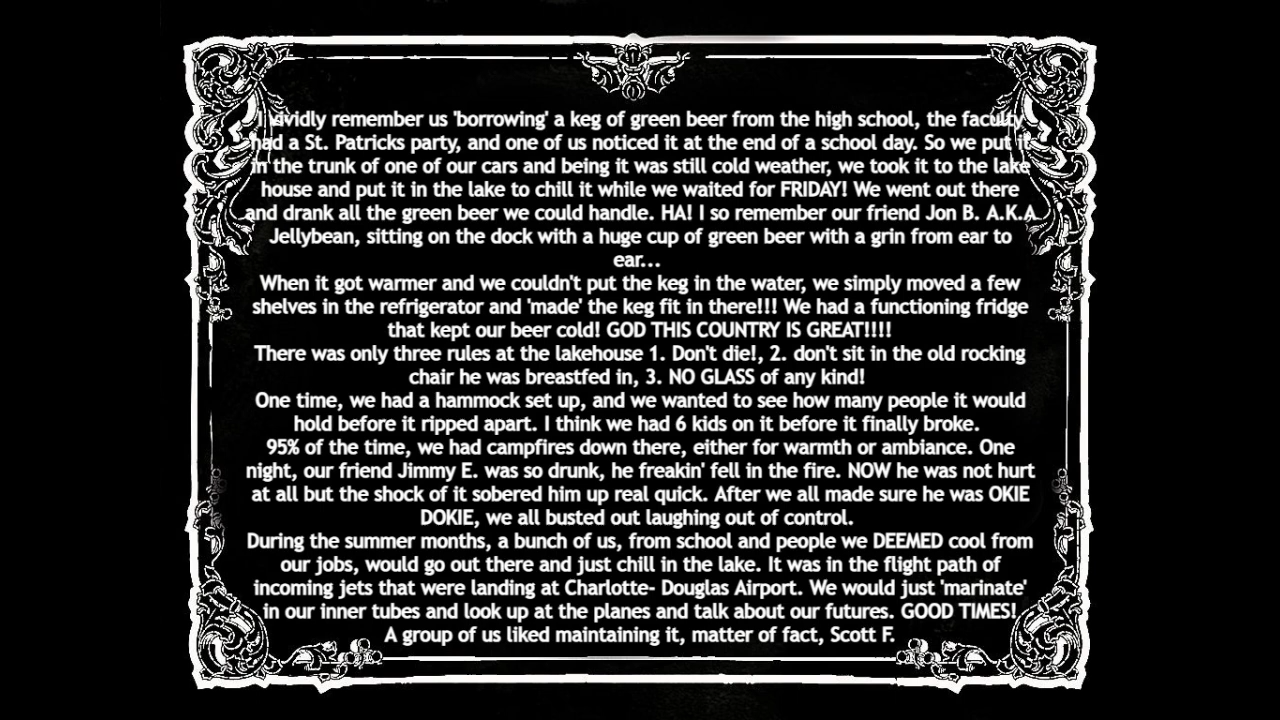 I vividly remember us 'borrowing' a keg of green beer from the high school, the faculty
had a St. Patricks party, and one of us noticed it at the end of a school day. So we put it
in the trunk of one of our cars and being it was still cold weather, we took it to the lake
house and put it in the lake to chill it while we waited for FRIDAY! We went out there
and drank all the green beer we could handle. HA! I so remember our friend Jon B. A.K.A
Jellybean, sitting on the dock with a huge cup of green beer with a grin from ear to
ear...
When it got warmer and we couldn't put the keg in the water, we simply moved a few
shelves in the refrigerator and 'made' the keg fit in there!!! We had a functioning fridge
that kept our beer cold! GOD THIS COUNTRY IS GREAT!!!!
There was only three rules at the lakehouse 1. Don't die!, 2. don't sit in the old rocking
chair he was breastfed in, 3. NO GLASS of any kind!
One time, we had a hammock set up, and we wanted to see how many people it would
hold before it ripped apart. I think we had 6 kids on it before it finally broke.
95% of the time, we had campfires down there, either for warmth or ambiance. One
night, our friend Jimmy E. was so drunk, he freakin' fell in the fire. NOW he was not hurt
at all but the shock of it sobered him up real quick. After we all made sure he was OKIE
DOKIE, we all busted out laughing out of control.
During the summer months, a bunch of us, from school and people we DEEMED cool from
our jobs, would go out there and just chill in the lake. It was in the flight path of
incoming jets that were landing at Charlotte- Douglas Airport. We would just 'marinate'
in our inner tubes and look up at the planes and talk about our futures. GOOD TIMES!
A group of us liked maintaining it, matter of fact, Scott F.